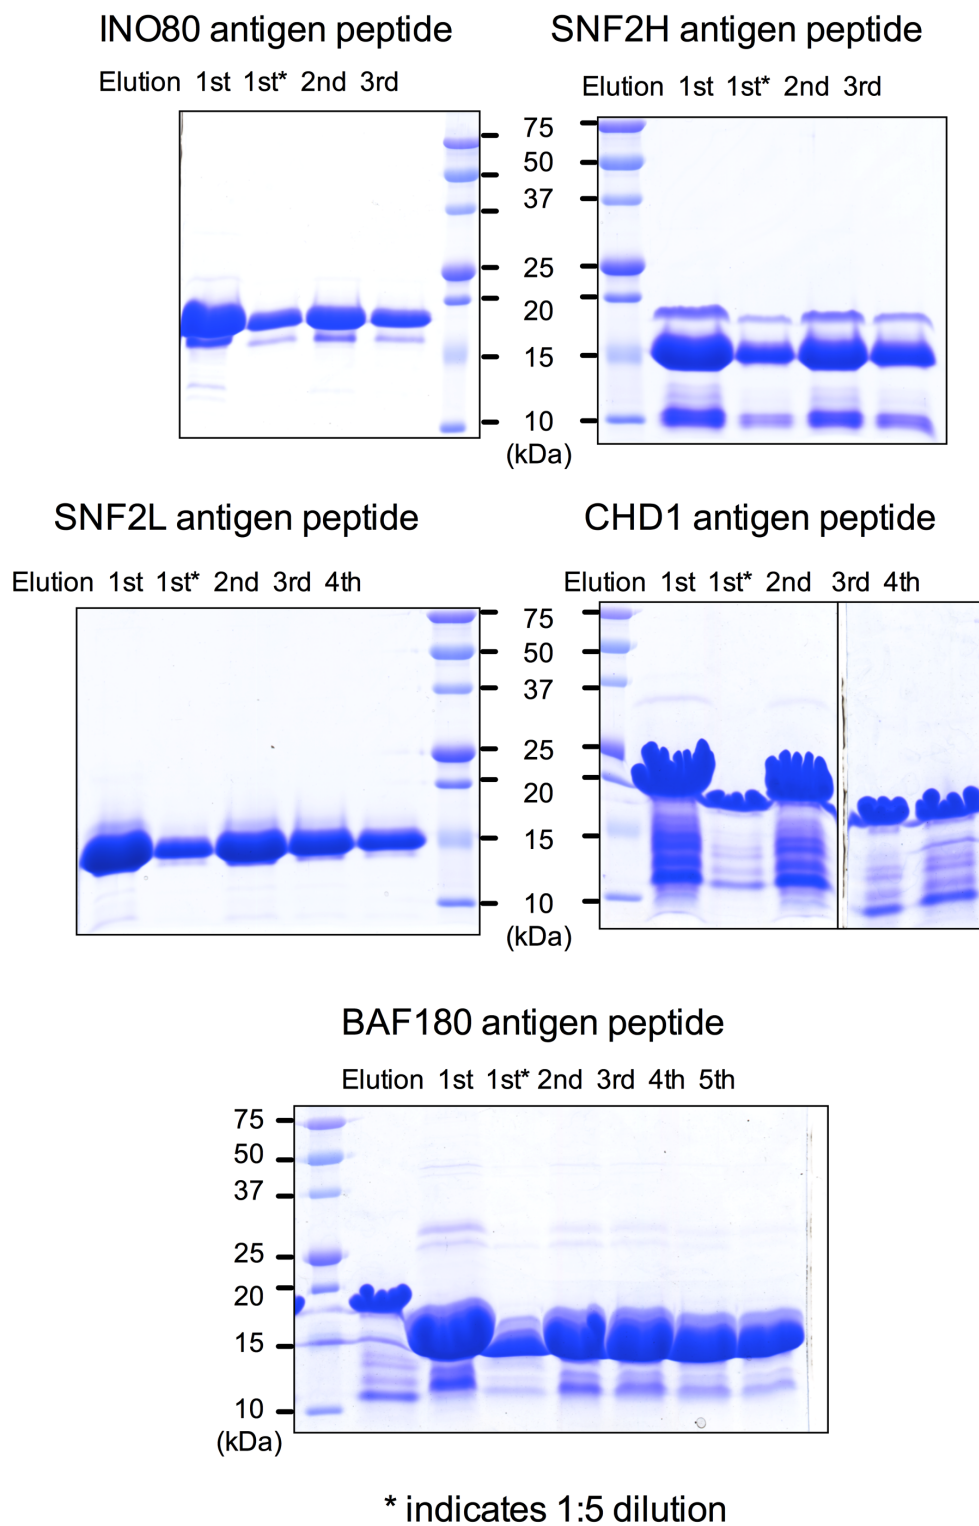 INO80 antigen peptide
SNF2H antigen peptide
Elution 1st 1st* 2nd 3rd
Elution 1st 1st* 2nd 3rd
75
50
37
25
20
15
10
(kDa)
SNF2L antigen peptide
CHD1 antigen peptide
Elution 1st 1st* 2nd 3rd 4th
Elution 1st 1st* 2nd 3rd 4th
75
50
37
25
20
15
10
(kDa)
BAF180 antigen peptide
Elution 1st 1st* 2nd 3rd 4th 5th
75
50
37
25
20
15
10
(kDa)
* indicates 1:5 dilution